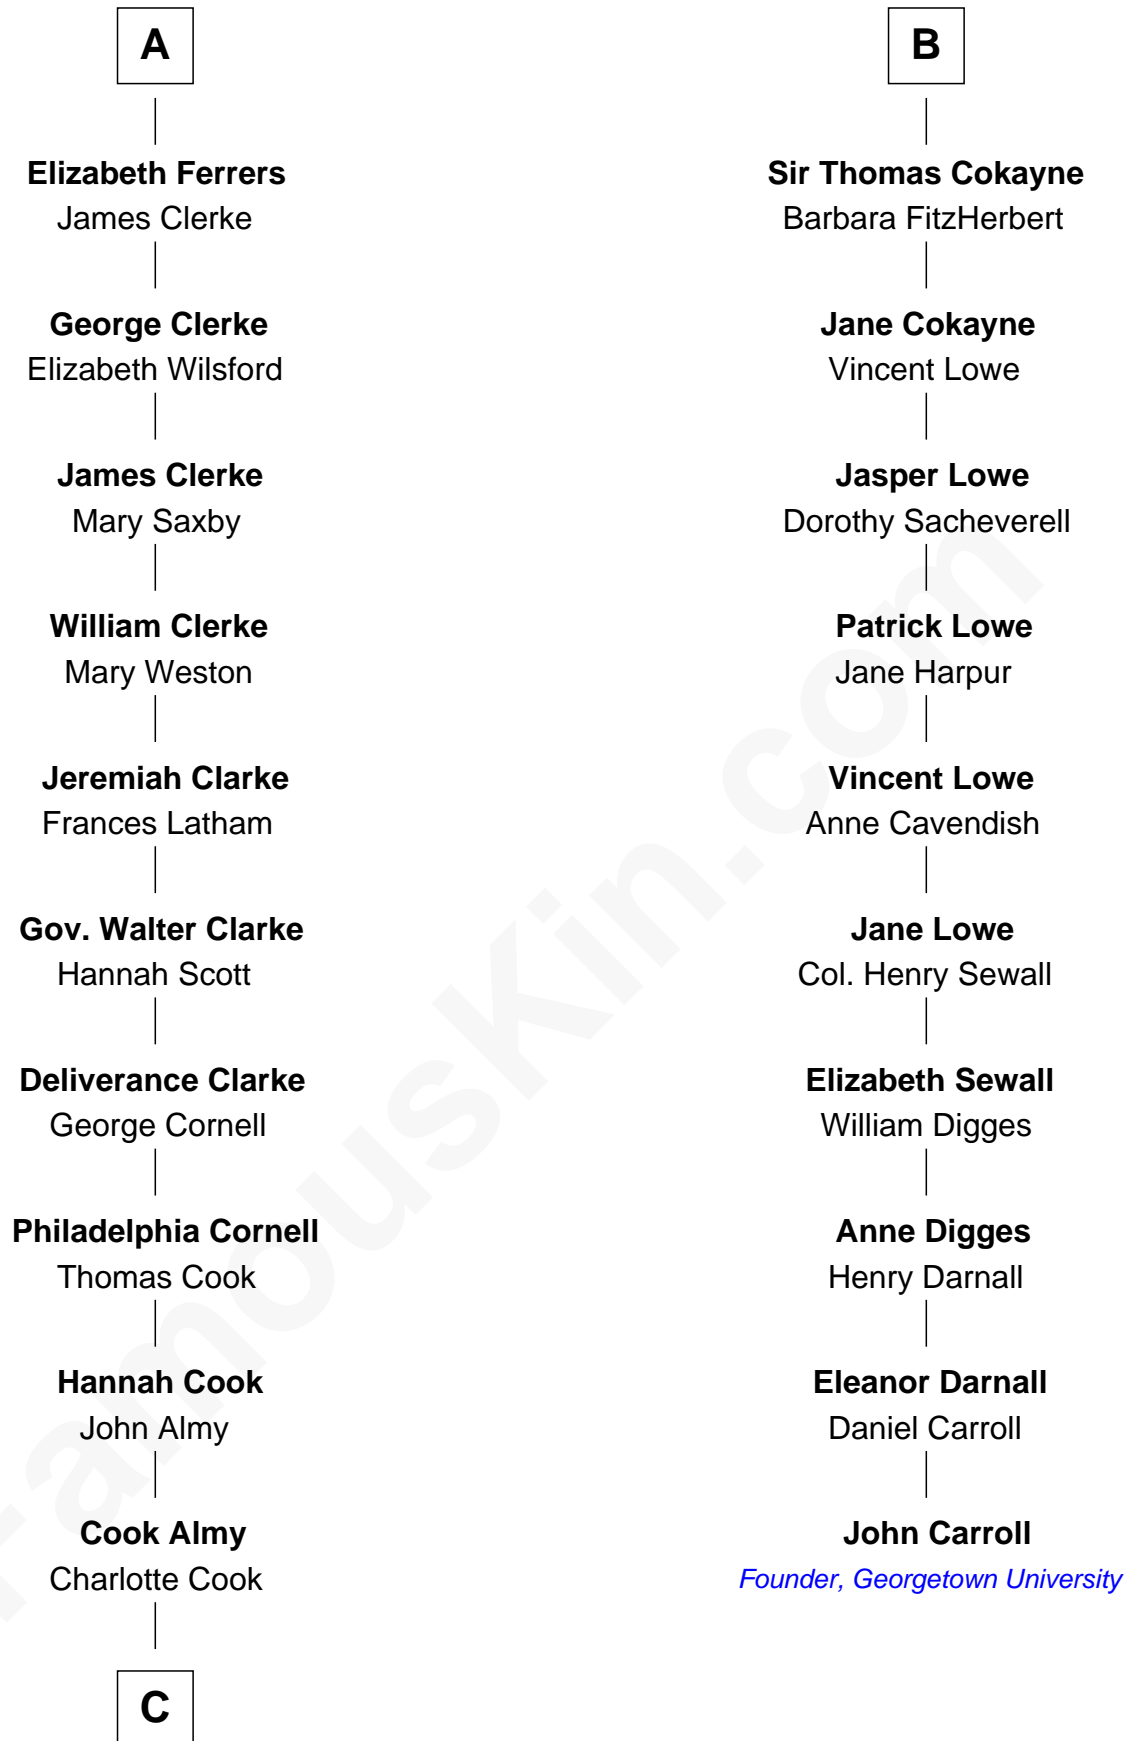 A
Elizabeth Ferrers
James Clerke
George Clerke
Elizabeth Wilsford
James Clerke
Mary Saxby
William Clerke
Mary Weston
Jeremiah Clarke
Frances Latham
Gov. Walter Clarke
Hannah Scott
Deliverance Clarke
George Cornell
Philadelphia Cornell
Thomas Cook
Hannah Cook
John Almy
Cook Almy
Charlotte Cook
C
B
Sir Thomas Cokayne
Barbara FitzHerbert
Jane Cokayne
Vincent Lowe
Jasper Lowe
Dorothy Sacheverell
Patrick Lowe
Jane Harpur
Vincent Lowe
Anne Cavendish
Jane Lowe
Col. Henry Sewall
Elizabeth Sewall
William Digges
Anne Digges
Henry Darnall
Eleanor Darnall
Daniel Carroll
John Carroll
Founder, Georgetown University
FamousKin.com